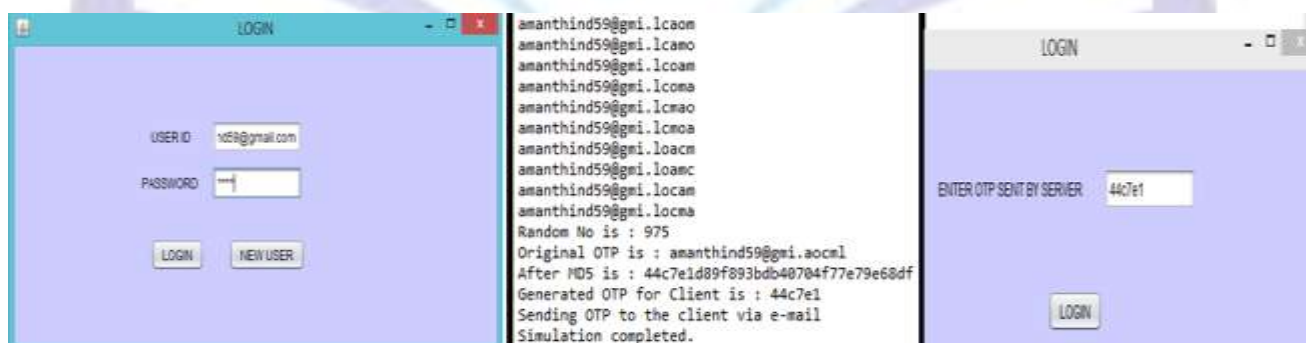 LOGIN
USER ID nd59@gmail.com
PASSWORD ****
LOGIN NEW USER
amanthind59@gmi.lcaom
amanthind59@gmi.lcamo
amanthind59@gmi.lcoam
amanthind59@gmi.lcoma
amanthind59@gmi.lcmao
amanthind59@gmi.lcmoa
amanthind59@gmi.loacm
amanthind59@gmi.loamc
amanthind59@gmi.locam
amanthind59@gmi.locma
Random No is : 975
Original OTP is : amanthind59@gmi.aocml
After MD5 is : 44c7e1d89f893bdb40704f77e79e68df
Generated OTP for Client is : 44c7e1
Sending OTP to the client via e-mail
Simulation completed.
LOGIN
ENTER OTP SENT BY SERVER 44c7e1
LOGIN